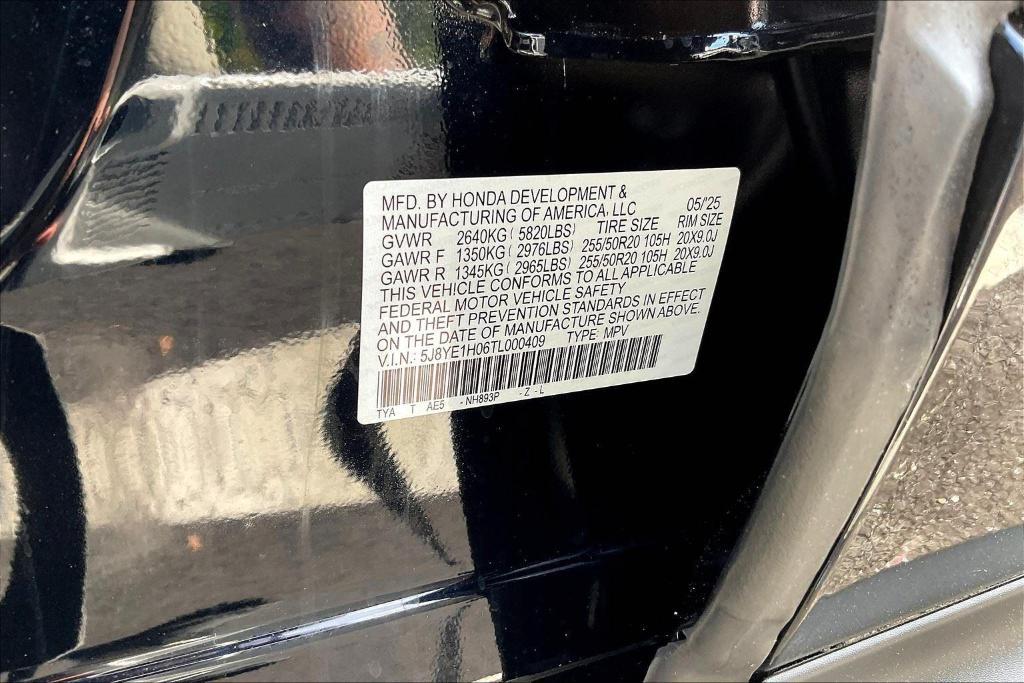 MFD. BY HONDA DEVELOPMENT &
MANUFACTURING OF AMERICA, LLC 05/'25
GVWR 2640KG ( 5820LBS) TIRE SIZE RIM SIZE
GAWR F 1350KG ( 2976LBS) 255/50R20 105H 20X9.0J
GAWR R 1345KG ( 2965LBS) 255/50R20 105H 20X9.0J
THIS VEHICLE CONFORMS TO ALL APPLICABLE
FEDERAL MOTOR VEHICLE SAFETY
AND THEFT PREVENTION STANDARDS IN EFFECT
ON THE DATE OF MANUFACTURE SHOWN ABOVE.
V.I.N.: 5J8YE1H06TL000409 TYPE: MPV
TYA T AE5 - NH893P - Z - L